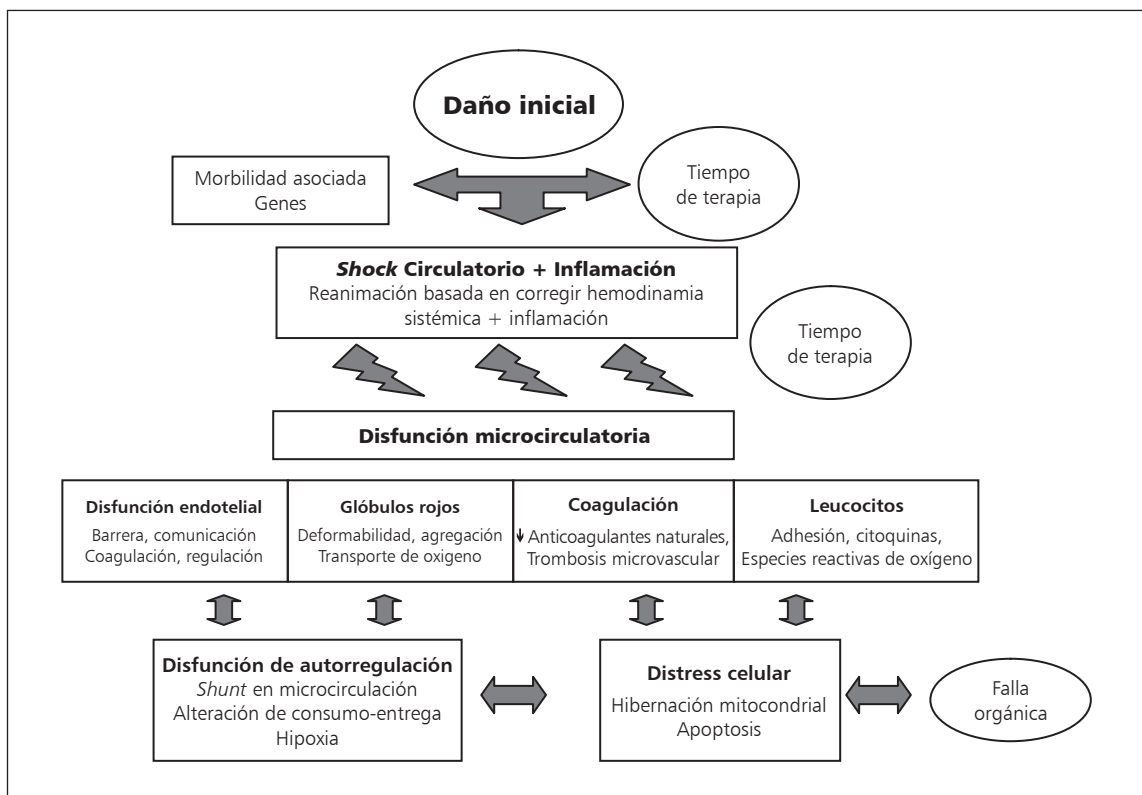 Daño inicial
Morbilidad asociada
Genes
Tiempo
de terapia
Shock Circulatorio + Inflamación
Reanimación basada en corregir hemodinamia
sistémica + inflamación
Tiempo
de terapia
Disfunción microcirculatoria
Disfunción endotelial
Barrera, comunicación
Coagulación, regulación
Glóbulos rojos
Deformabilidad, agregación
Transporte de oxigeno
Coagulación
↓ Anticoagulantes naturales,
Trombosis microvascular
Leucocitos
Adhesión, citoquinas,
Especies reactivas de oxígeno
Disfunción de autorregulación
Shunt en microcirculación
Alteración de consumo-entrega
Hipoxia
Distress celular
Hibernación mitocondrial
Apoptosis
Falla
orgánica